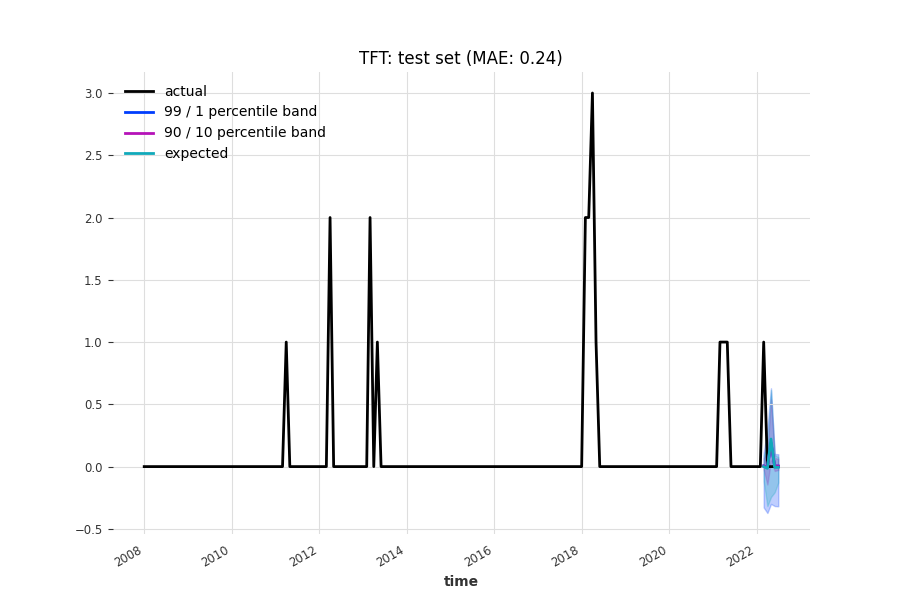 TFT: test set (MAE: 0.24)
actual
99 / 1 percentile band
90 / 10 percentile band
expected
3.0
2.5
2.0
1.5
1.0
0.5
0.0
−0.5
2008
2010
2012
2014
2016
2018
2020
2022
time